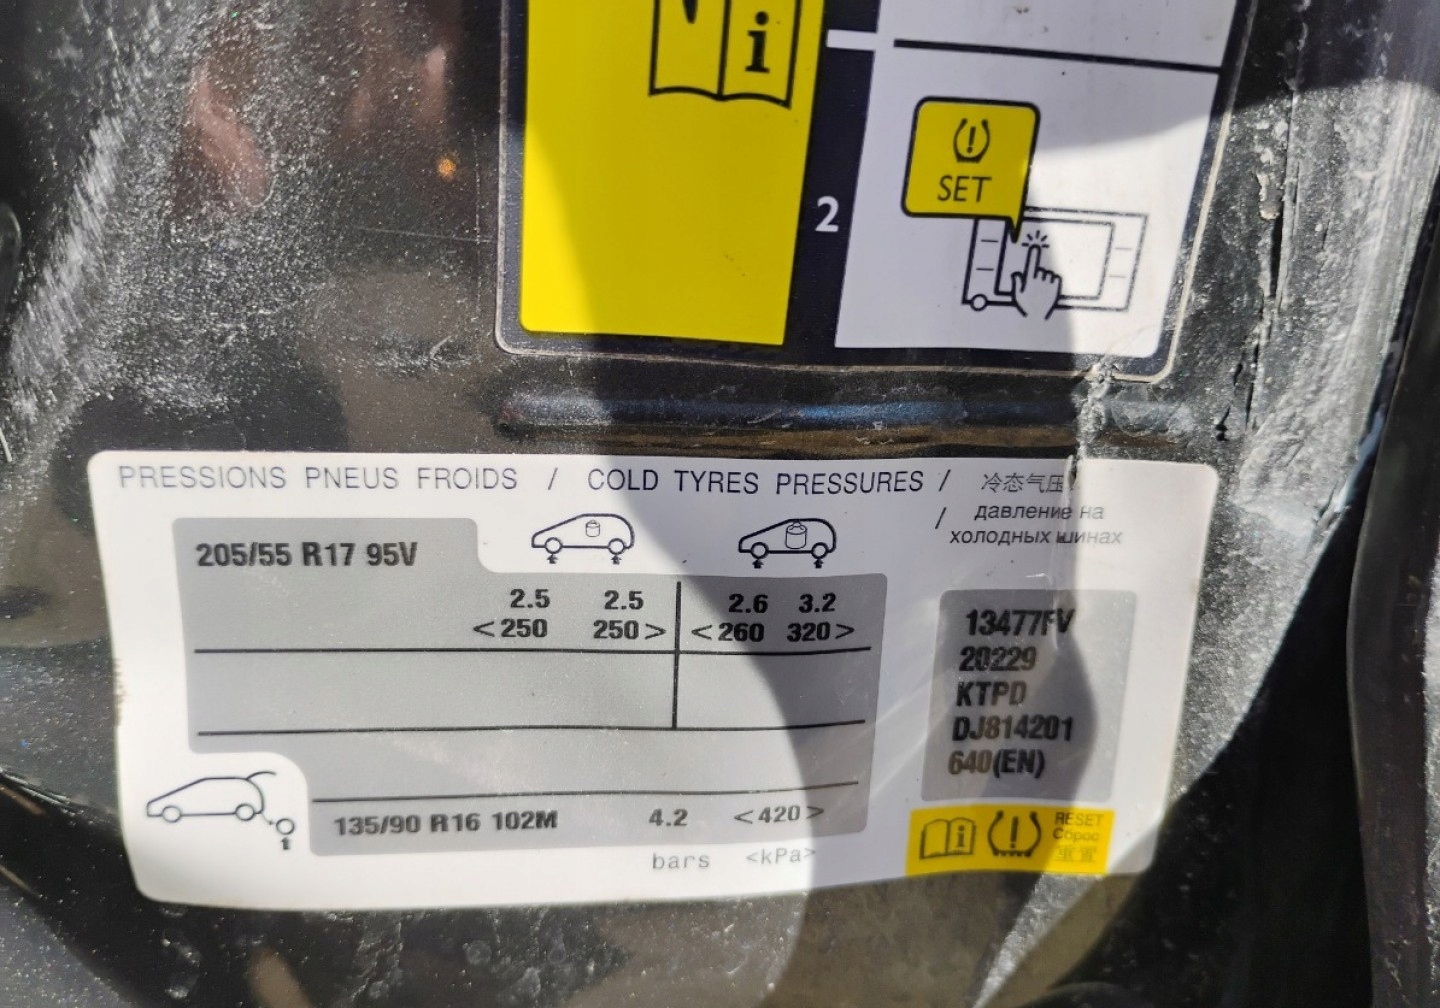 i
SET
2
PRESSIONS PNEUS FROIDS / COLD TYRES PRESSURES / 冷态气压
/ давление на
холодных шинах
205/55 R17 95V
2.5 2.5 2.6 3.2
<250 250> <260 320>
13477FV
20229
KTPD
DJ814201
640(EN)
135/90 R16 102M 4.2 <420>
bars <kPa>
i
RESET
Сброс
重置